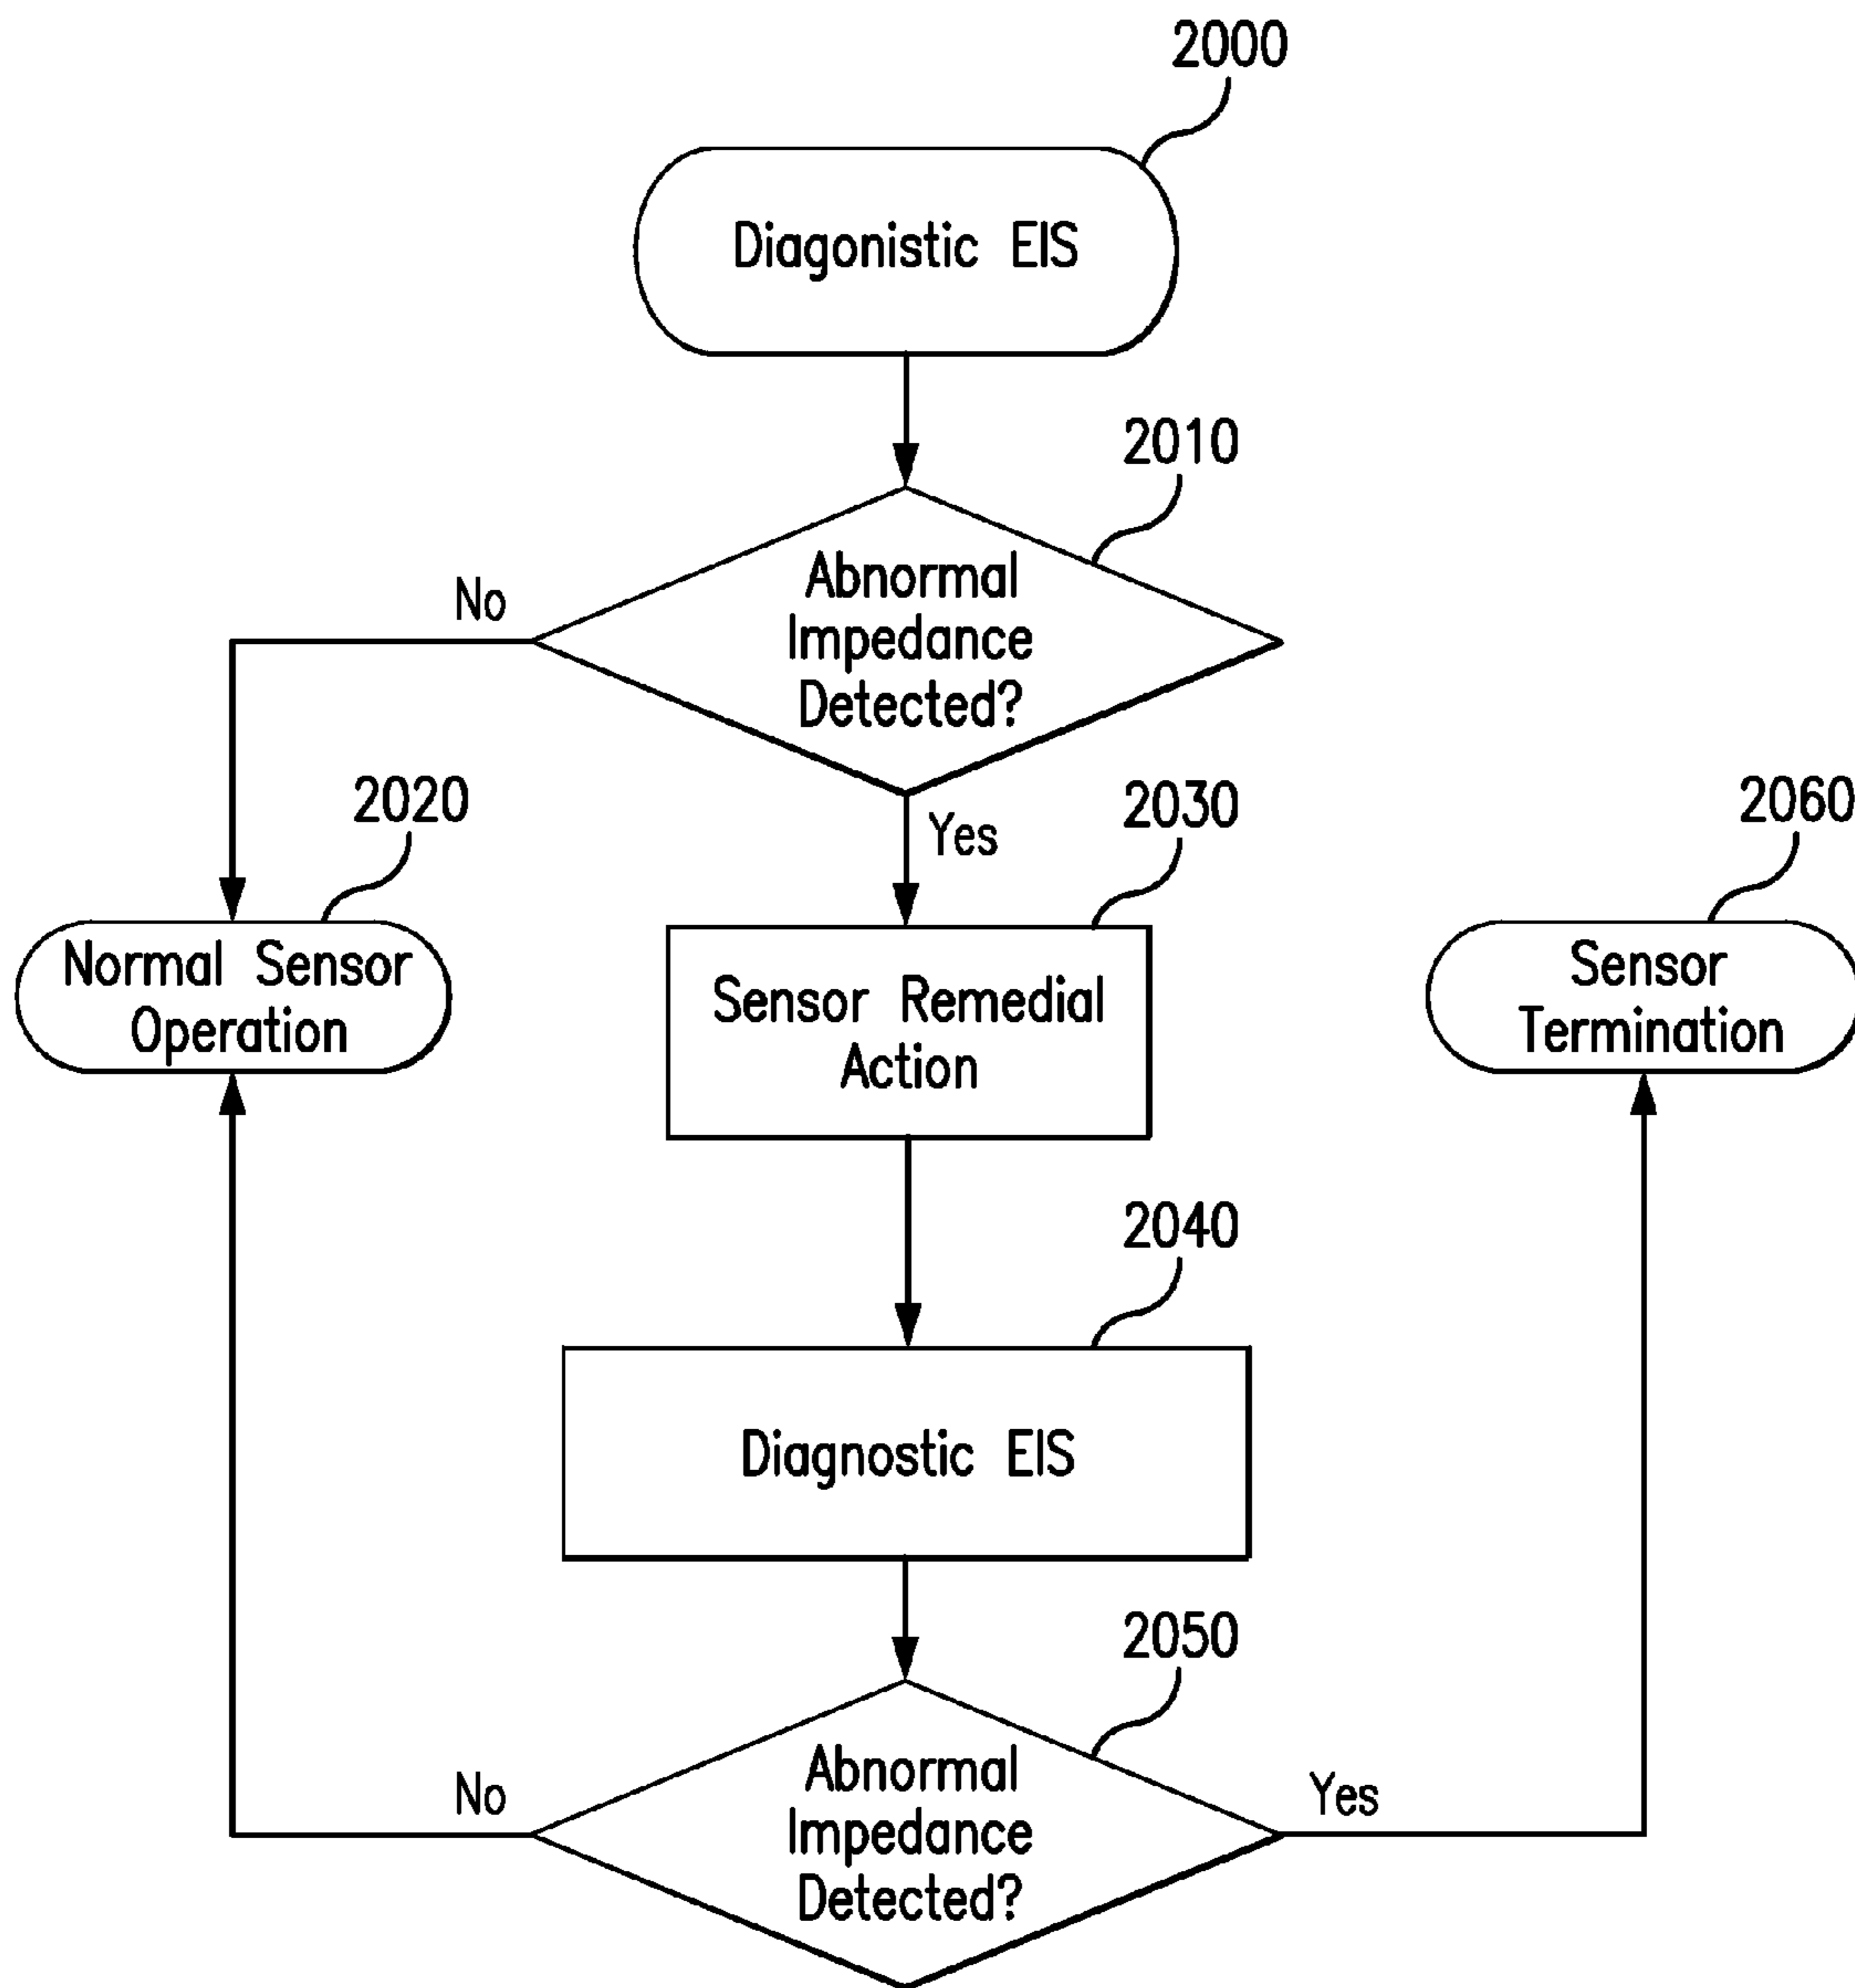 2000
Diagonistic EIS
2010
Abnormal
Impedance
Detected?
No
Yes
2020
2030
2060
Normal Sensor
Operation
Sensor Remedial
Action
Sensor
Termination
2040
Diagnostic EIS
2050
Abnormal
Impedance
Detected?
No
Yes